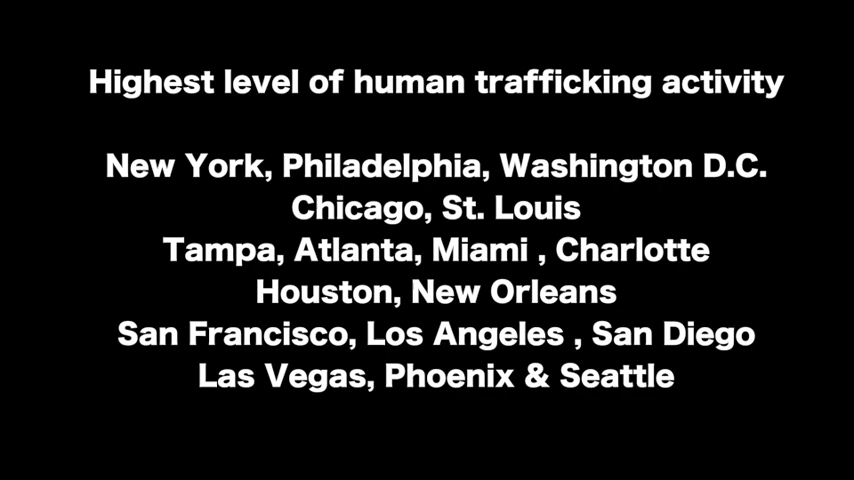 Highest level of human trafficking activity
New York, Philadelphia, Washington D.C.
Chicago, St. Louis
Tampa, Atlanta, Miami , Charlotte
Houston, New Orleans
San Francisco, Los Angeles , San Diego
Las Vegas, Phoenix & Seattle